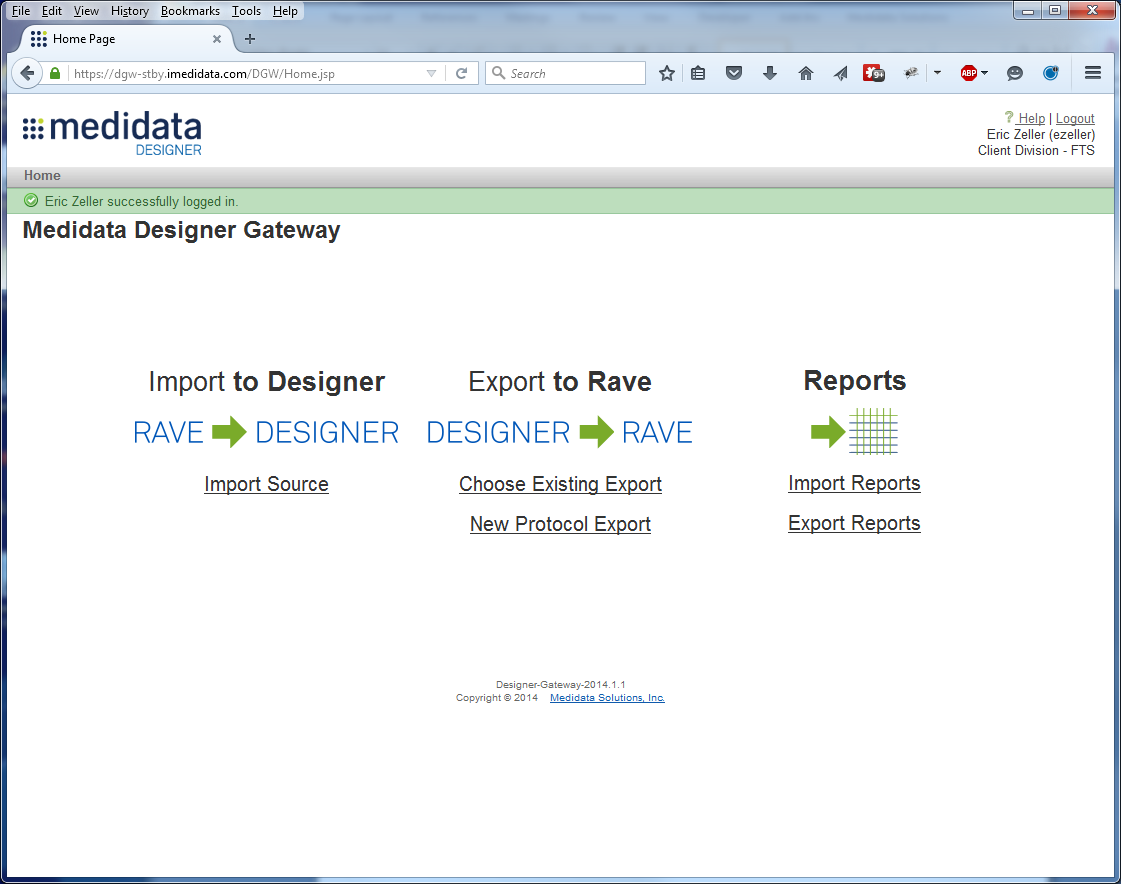 File Edit View History Bookmarks Tools Help
Home Page
https://dgw-stby.imedidata.com/DGW/Home.jsp
Search
9+
ABP
medidata
DESIGNER
? Help | Logout
Eric Zeller (ezeller)
Client Division - FTS
Home
Eric Zeller successfully logged in.
Medidata Designer Gateway
Import to Designer
RAVE DESIGNER
Import Source
Export to Rave
DESIGNER RAVE
Choose Existing Export
New Protocol Export
Reports
Import Reports
Export Reports
Designer-Gateway-2014.1.1
Copyright © 2014 Medidata Solutions, Inc.